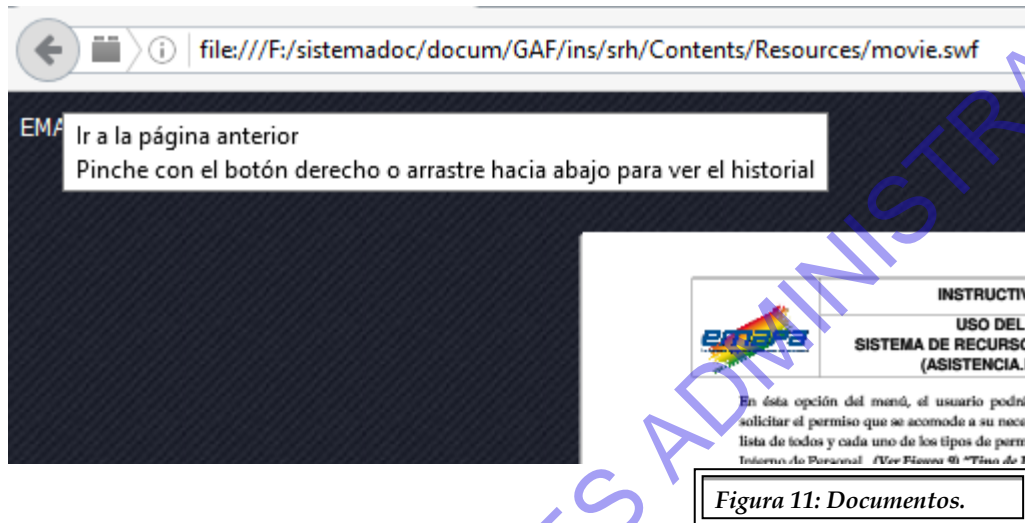 file:///F:/sistemadoc/docum/GAF/ins/srh/Contents/Resources/movie.swf
EMA
Ir a la página anterior
Pinche con el botón derecho o arrastre hacia abajo para ver el historial
INSTRUCTIV
emapa
USO DEL
SISTEMA DE RECURSO
(ASISTENCIA.
En ésta opción del menú, el usuario podrá
solicitar el permiso que se acomode a su nece
lista de todos y cada uno de los tipos de perm
Interno de Personal. (Ver Figura 9) "Tipo de
Figura 11: Documentos.
S ADMINISTRA